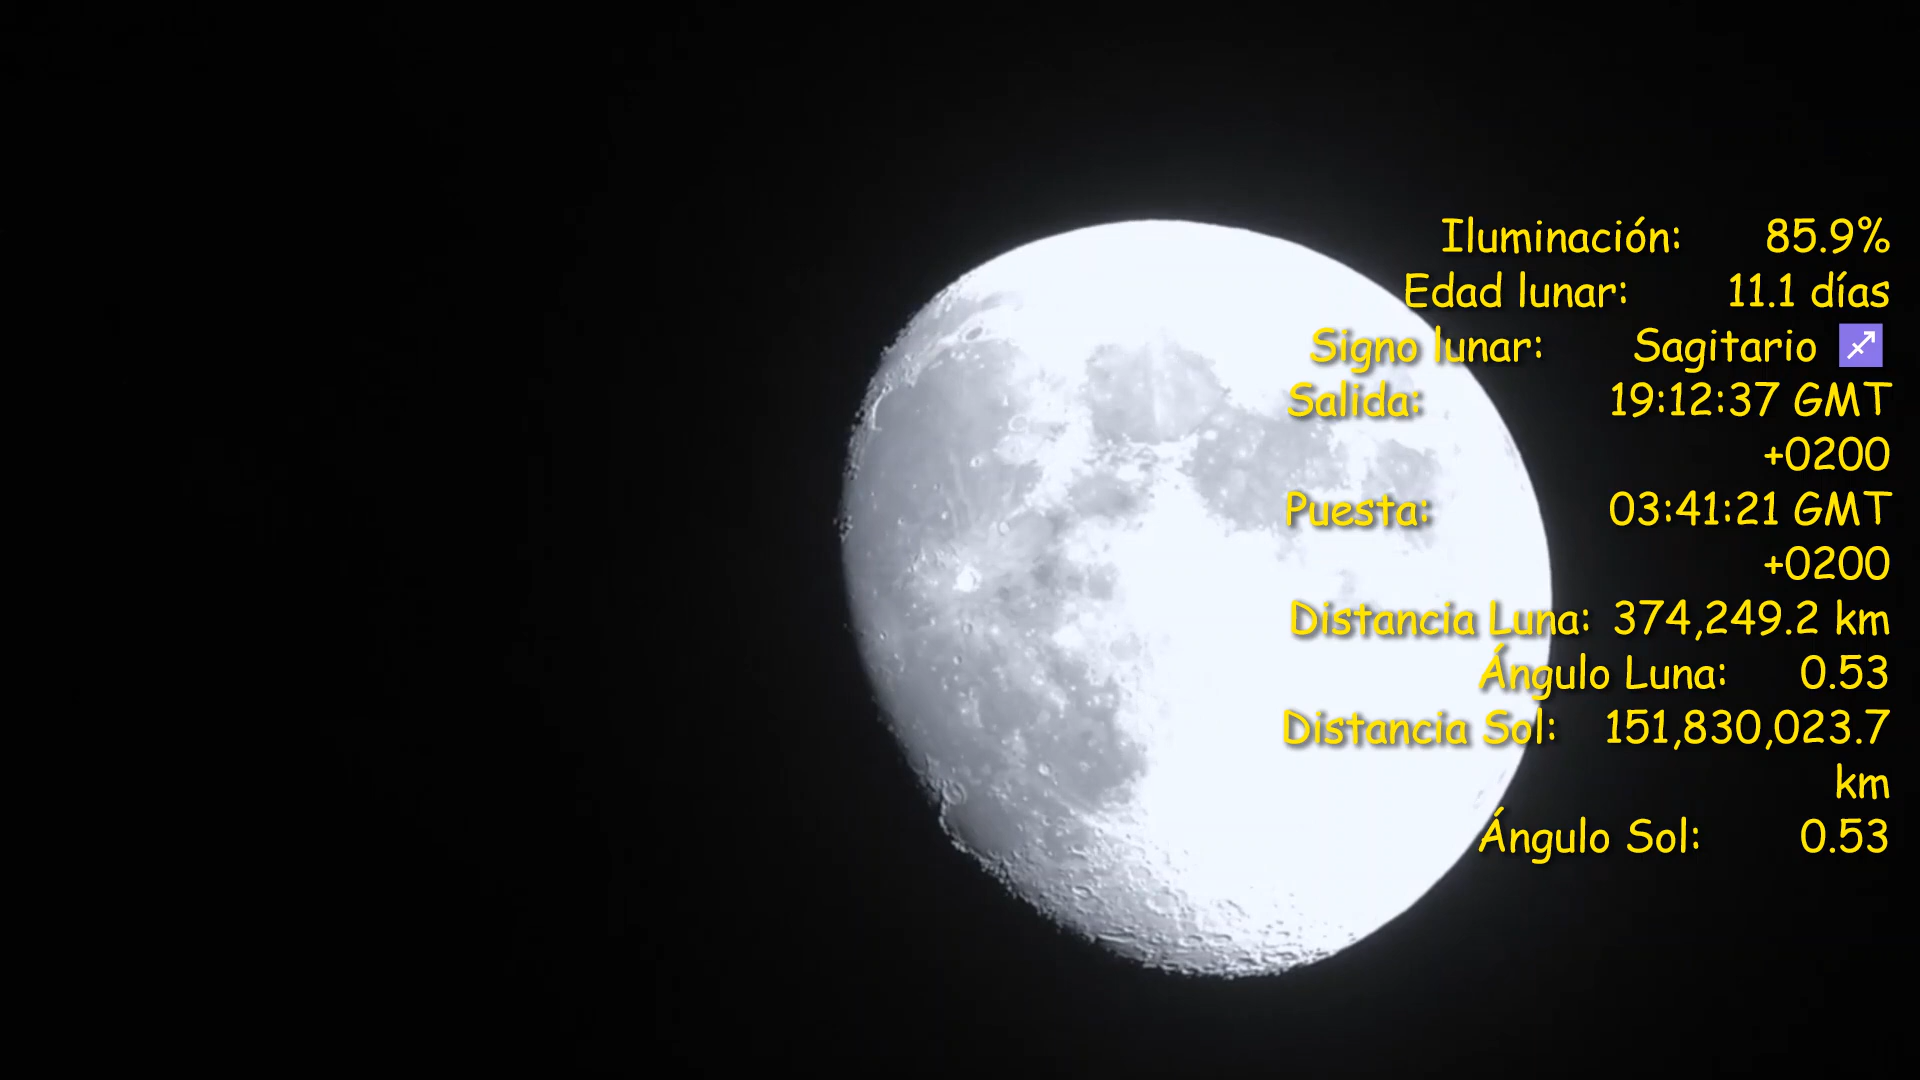 Iluminación: 85.9%
Edad lunar: 11.1 días
Signo lunar: Sagitario ♐
Salida: 19:12:37 GMT
+0200
Puesta: 03:41:21 GMT
+0200
Distancia Luna: 374,249.2 km
Ángulo Luna: 0.53
Distancia Sol: 151,830,023.7
km
Ángulo Sol: 0.53